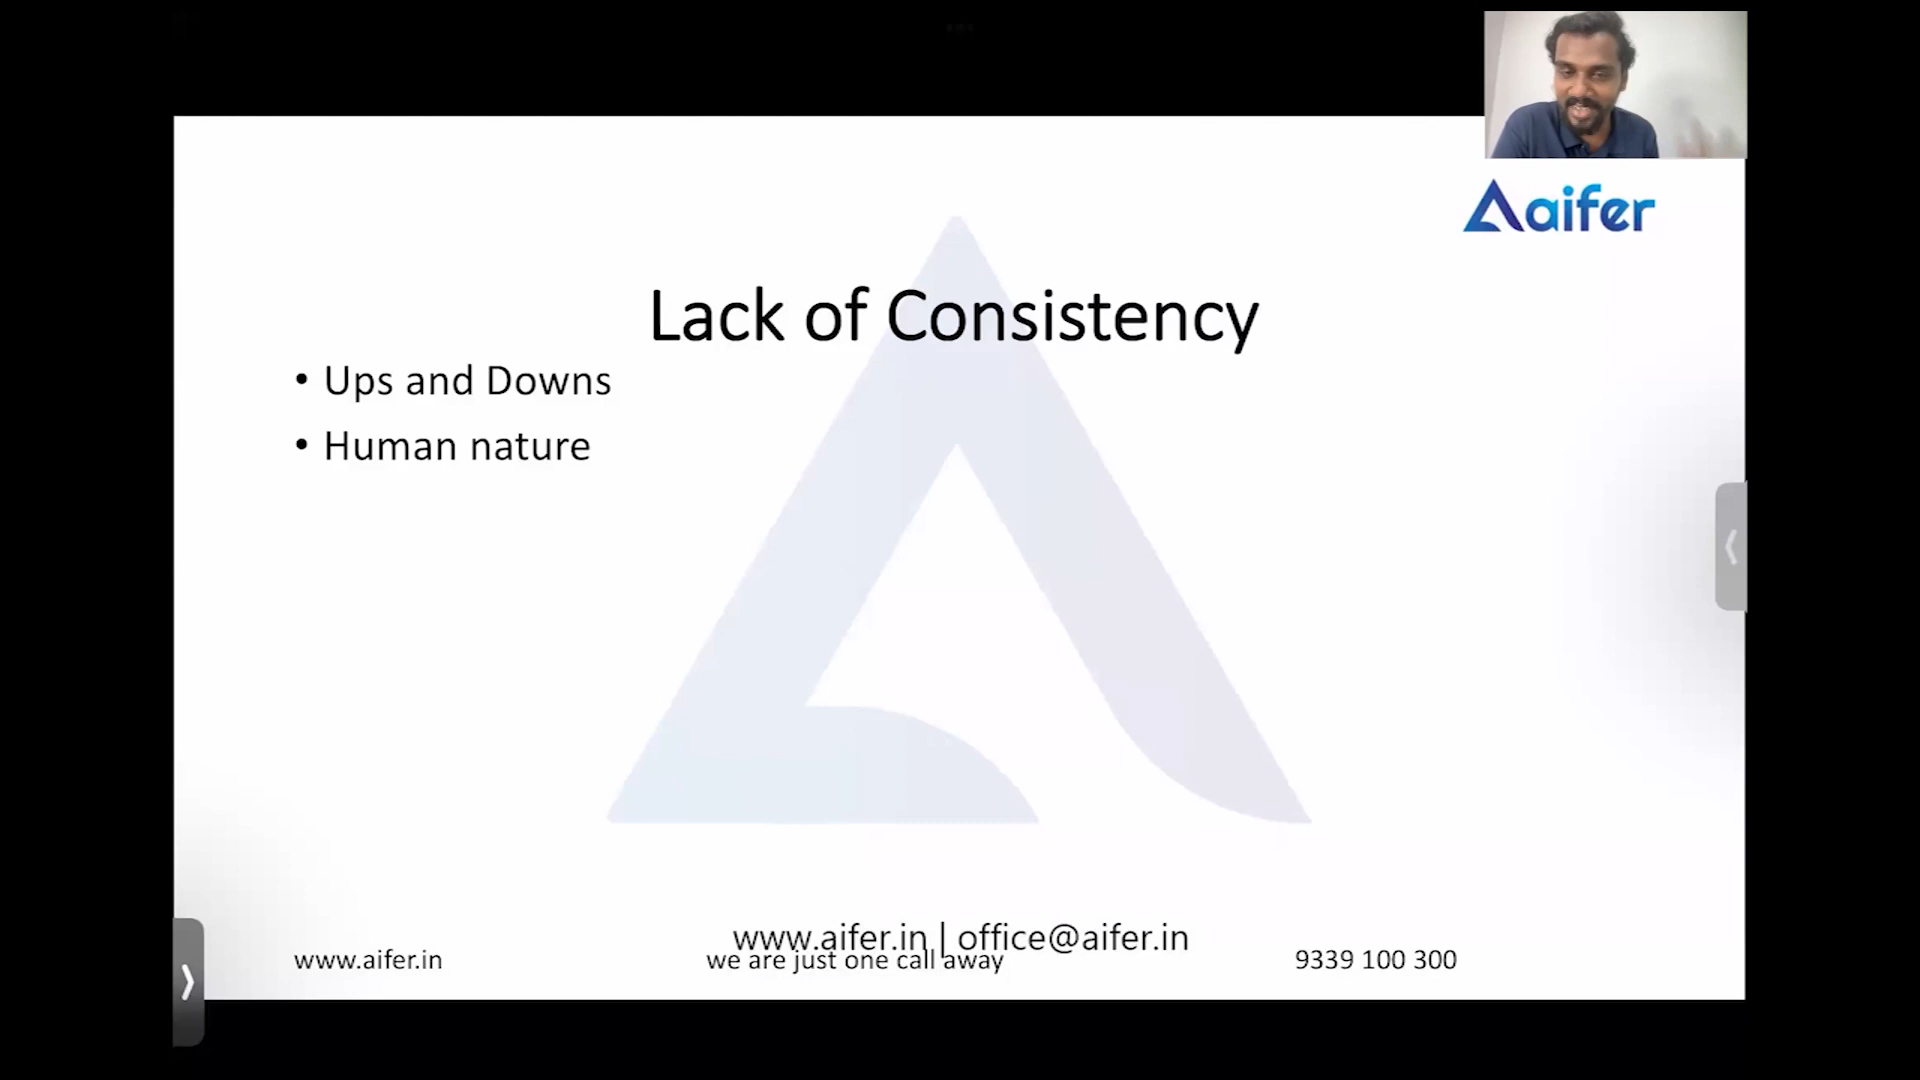 aifer
Lack of Consistency
• Ups and Downs
• Human nature
www.aifer.in | office@aifer.in
www.aifer.in
we are just one call away
9339 100 300